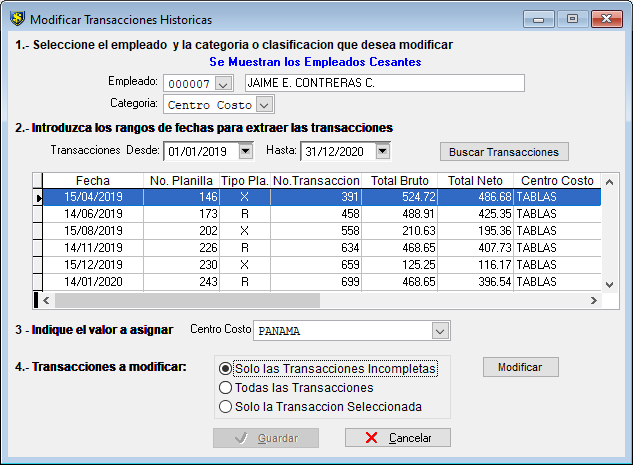 Modificar Transacciones Historicas
1.- Seleccione el empleado y la categoria o clasificacion que desea modificar
Se Muestran los Empleados Cesantes
Empleado: 000007 JAIME E. CONTRERAS C.
Categoria: Centro Costo
2.- Introduzca los rangos de fechas para extraer las transacciones
Transacciones Desde: 01/01/2019 Hasta: 31/12/2020 Buscar Transacciones
Fecha No. Planilla Tipo Pla. No.Transaccion Total Bruto Total Neto Centro Costo
15/04/2019 146 X 391 524.72 486.68 TABLAS
14/06/2019 173 R 458 488.91 425.35 TABLAS
15/08/2019 202 X 558 210.63 195.36 TABLAS
14/11/2019 226 R 634 468.65 407.73 TABLAS
15/12/2019 230 X 659 125.25 116.17 TABLAS
14/01/2020 243 R 699 468.65 396.54 TABLAS
3 - Indique el valor a asignar Centro Costo PANAMA
4.- Transacciones a modificar: Solo las Transacciones Incompletas Modificar
Todas las Transacciones
Solo la Transaccion Seleccionada
Guardar Cancelar